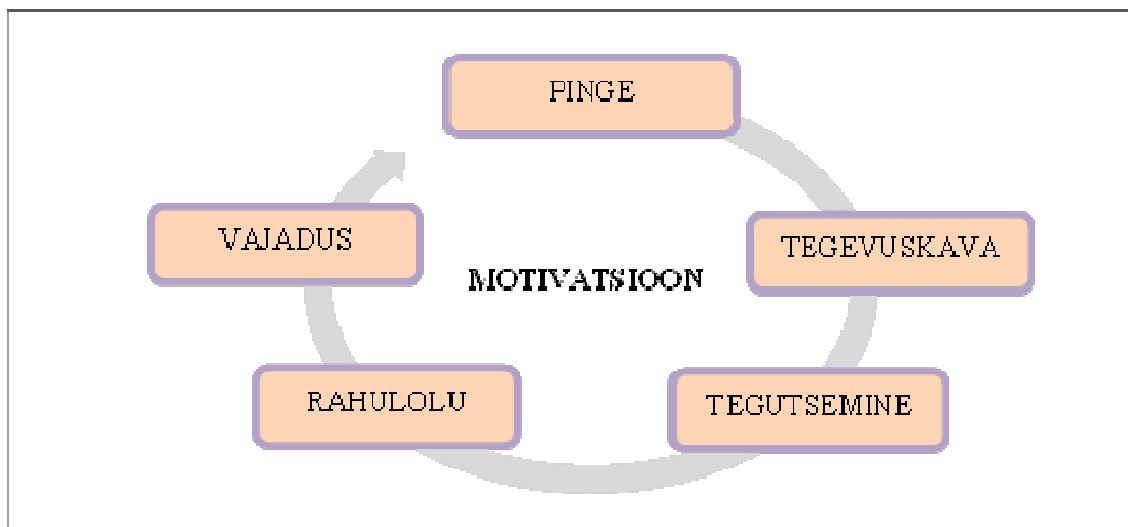 PINGE
VAJADUS
TEGEVUSKAVA
MOTIVATSIOON
RAHULOLU
TEGUTSEMINE